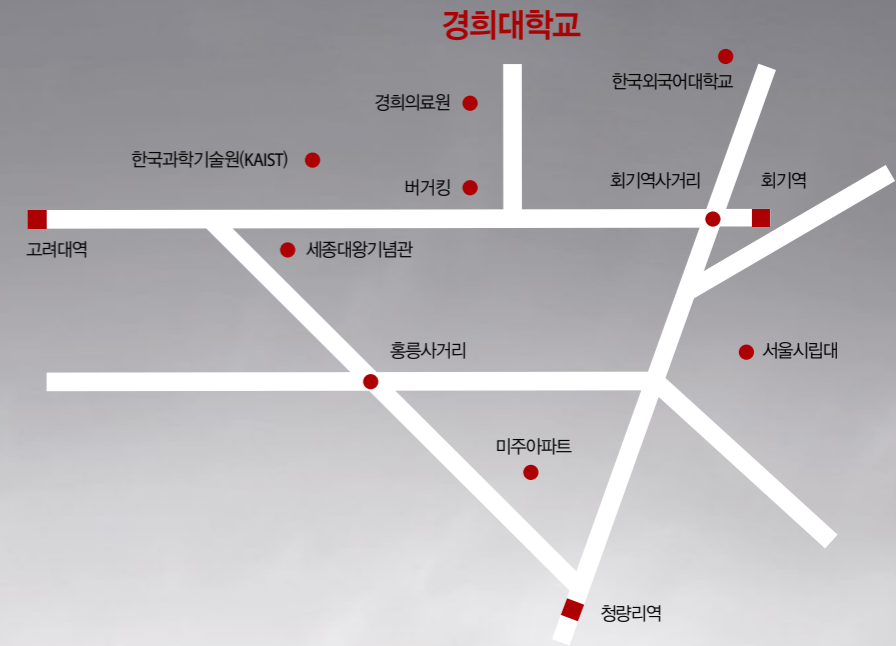 경희대학교
한국외국어대학교
경희의료원
한국과학기술원(KAIST)
버거킹
회기역사거리
회기역
고려대역
세종대왕기념관
홍릉사거리
서울시립대
미주아파트
청량리역